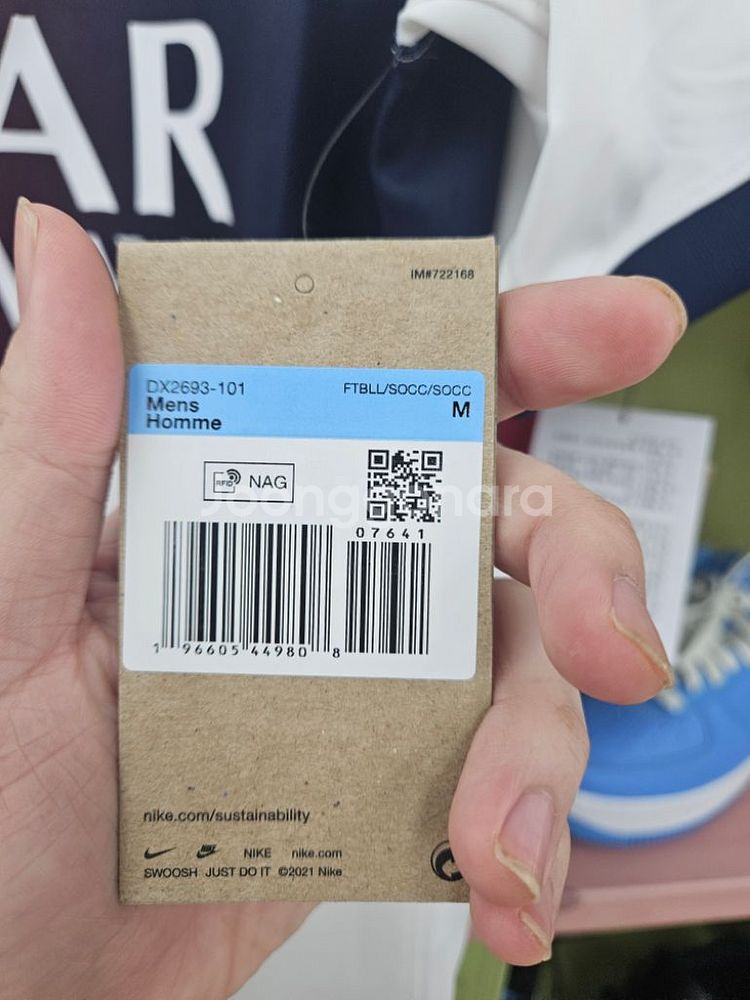 AR
IM#722168
DX2693-101
FTBLL/SOCC/SOCC
Mens
M
Homme
RFID
NAG
07641
1 96605 44980 8
nike.com/sustainability
NIKE nike.com
SWOOSH JUST DO IT ©2021 Nike